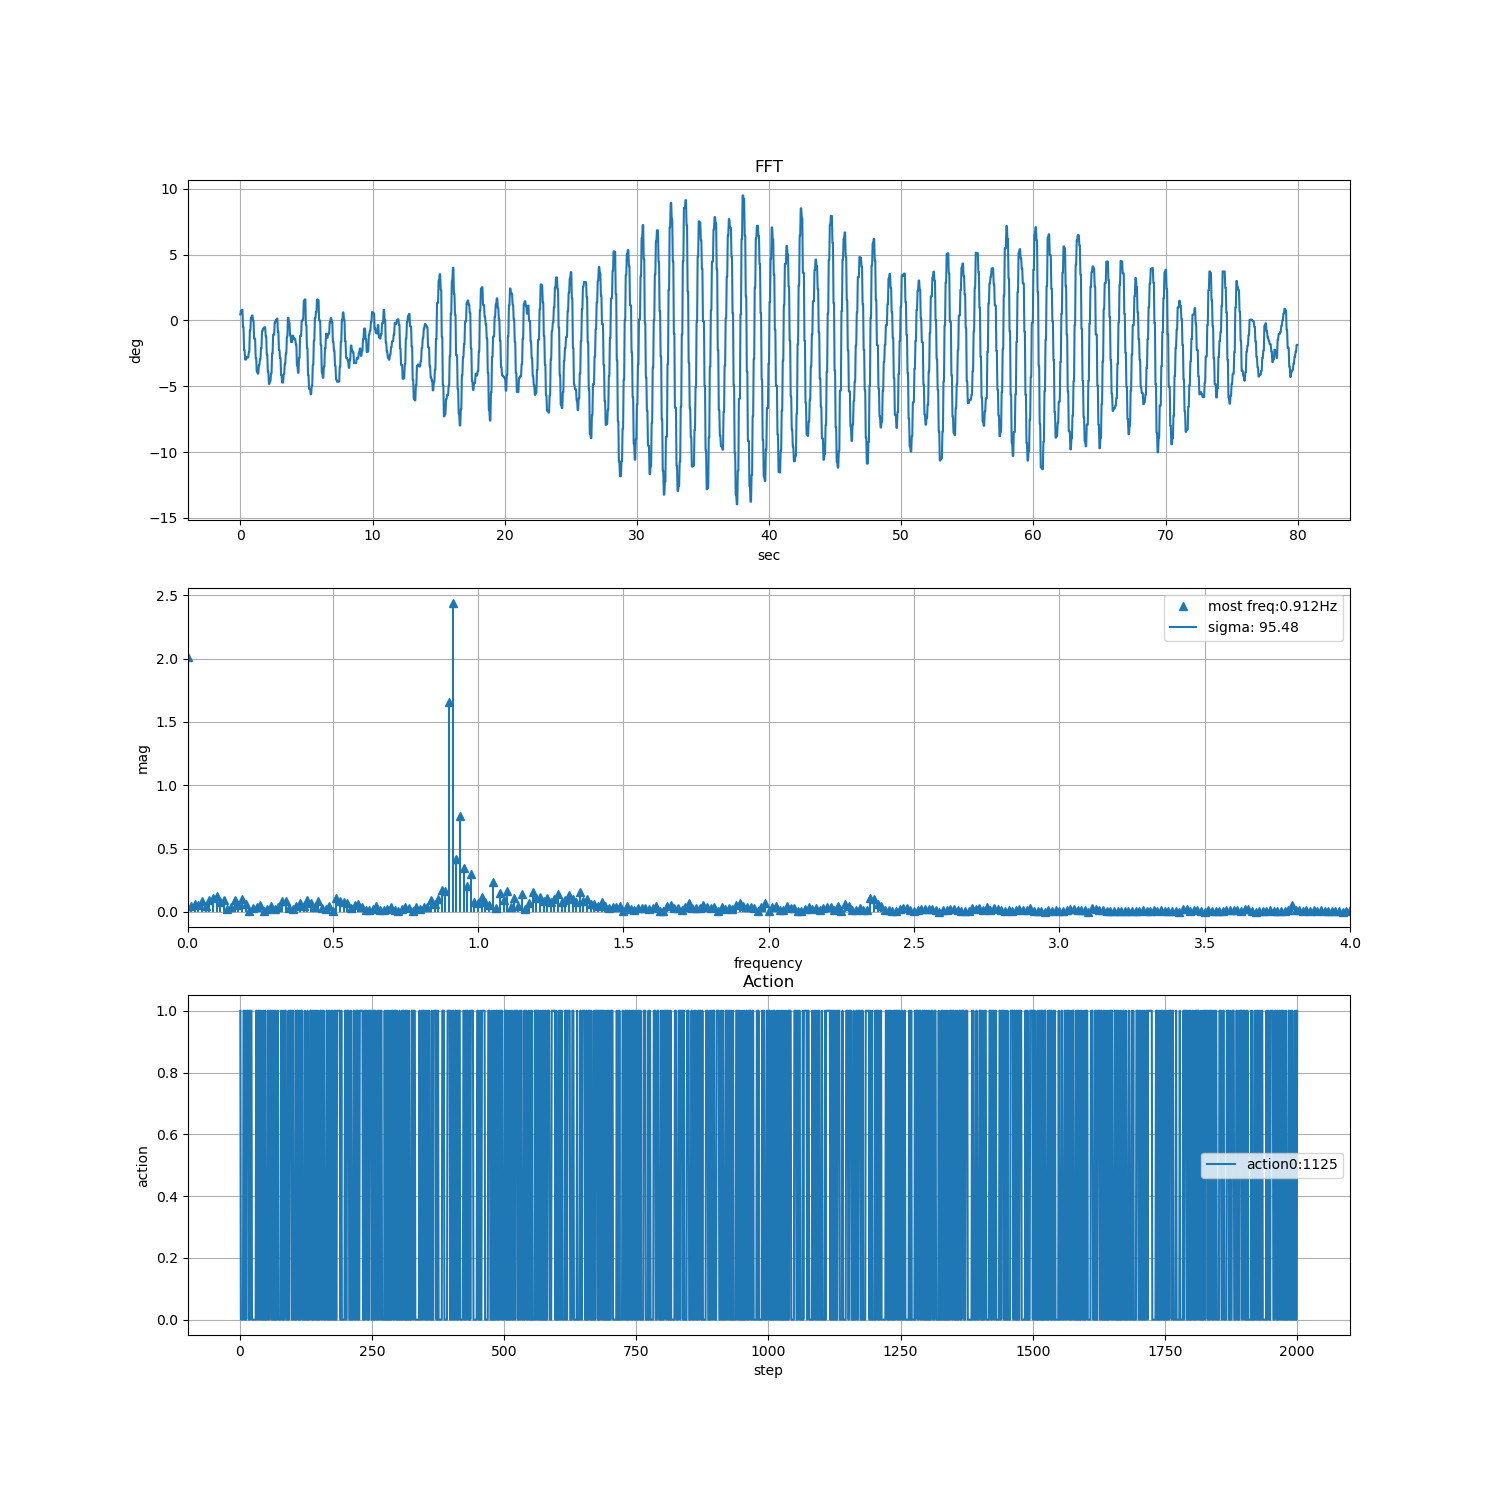 FFT
10
5
0
−5
−10
−15
deg
0 10 20 30 40 50 60 70 80
sec
2.5
2.0
1.5
1.0
0.5
0.0
mag
most freq:0.912Hz
sigma: 95.48
0.0 0.5 1.0 1.5 2.0 2.5 3.0 3.5 4.0
frequency
Action
1.0
0.8
0.6
0.4
0.2
0.0
action
action0:1125
0 250 500 750 1000 1250 1500 1750 2000
step